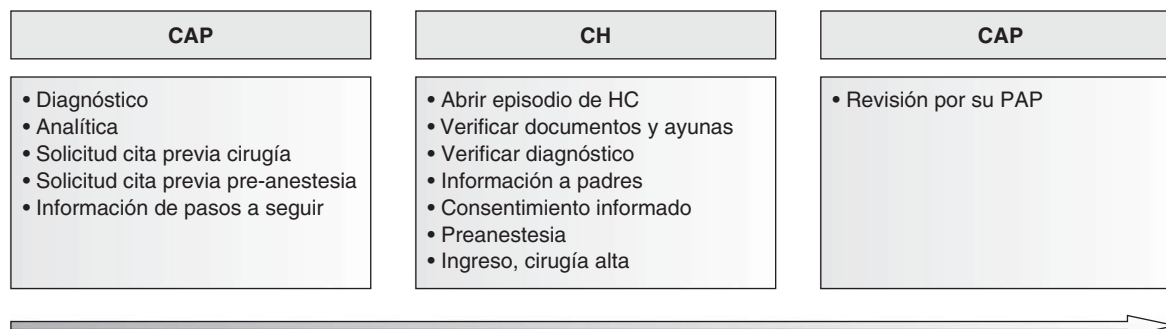 CAP
• Diagnóstico
• Analítica
• Solicitud cita previa cirugía
• Solicitud cita previa pre-anestesia
• Información de pasos a seguir
CH
• Abrir episodio de HC
• Verificar documentos y ayunas
• Verificar diagnóstico
• Información a padres
• Consentimiento informado
• Preanestesia
• Ingreso, cirugía alta
CAP
• Revisión por su PAP